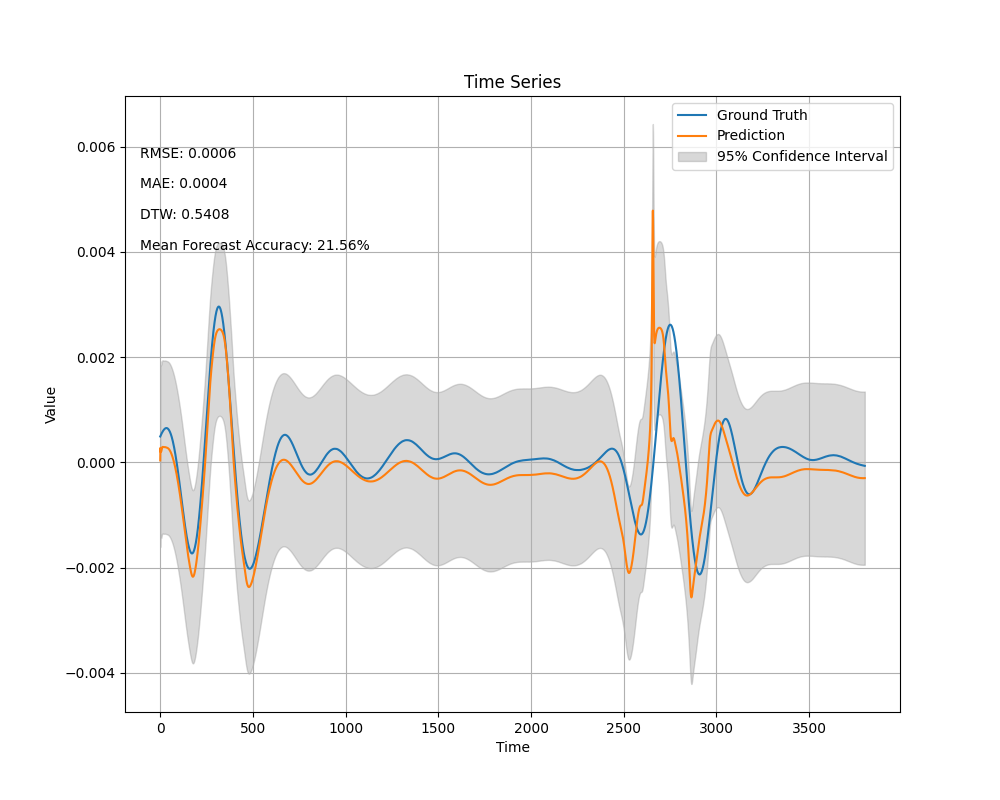 Time Series
Ground Truth
Prediction
95% Confidence Interval
RMSE: 0.0006
MAE: 0.0004
DTW: 0.5408
Mean Forecast Accuracy: 21.56%
0.006
0.004
0.002
0.000
−0.002
−0.004
Value
0 500 1000 1500 2000 2500 3000 3500
Time